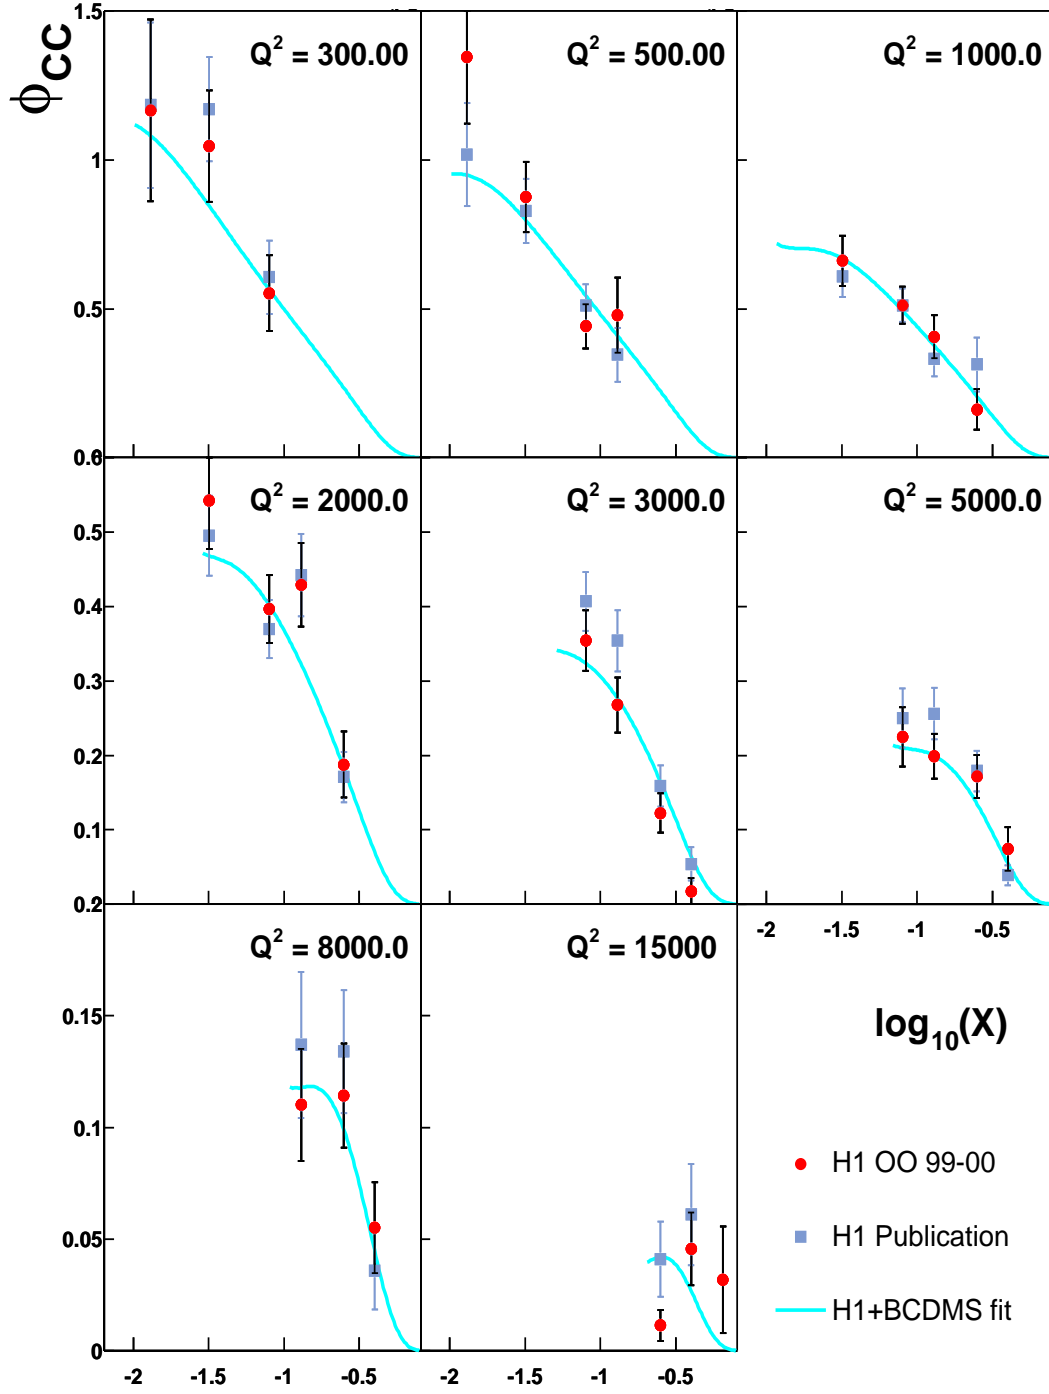 ϕCC
1.5
Q² = 300.00
Q² = 500.00
Q² = 1000.0
1
0.5
0.6
Q² = 2000.0
Q² = 3000.0
Q² = 5000.0
0.5
0.4
0.3
0.2
0.1
0.2
-2 -1.5 -1 -0.5
Q² = 8000.0
Q² = 15000
0.15
log₁₀(X)
0.1
H1 OO 99-00
0.05
H1 Publication
H1+BCDMS fit
0
-2 -1.5 -1 -0.5
-2 -1.5 -1 -0.5